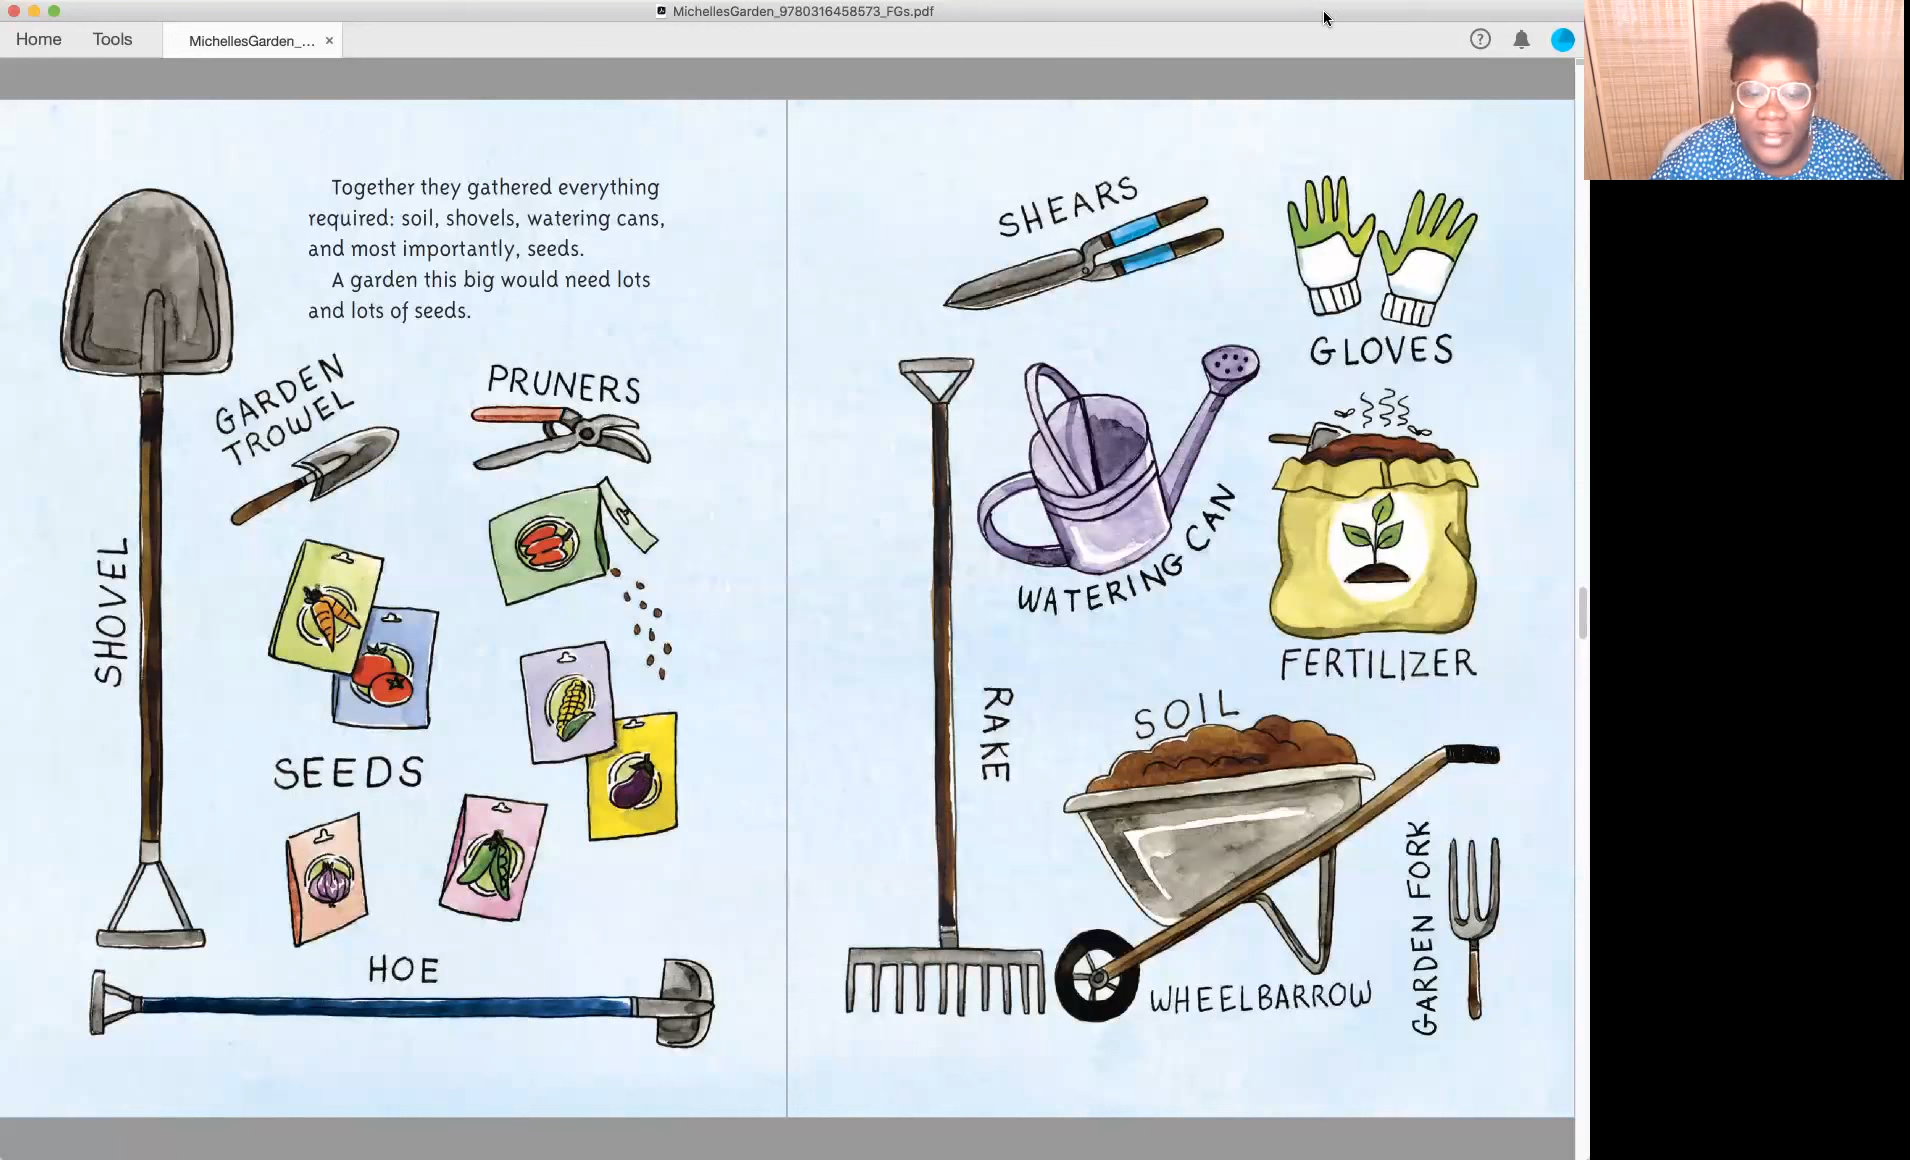 MichellesGarden_9780316458573_FGs.pdf
Home
Tools
MichellesGarden_...
Together they gathered everything
required: soil, shovels, watering cans,
and most importantly, seeds.
A garden this big would need lots
and lots of seeds.
SHOVEL
GARDEN
TROWEL
PRUNERS
SEEDS
HOE
SHEARS
GLOVES
WATERING CAN
FERTILIZER
RAKE
SOIL
WHEELBARROW
GARDEN FORK